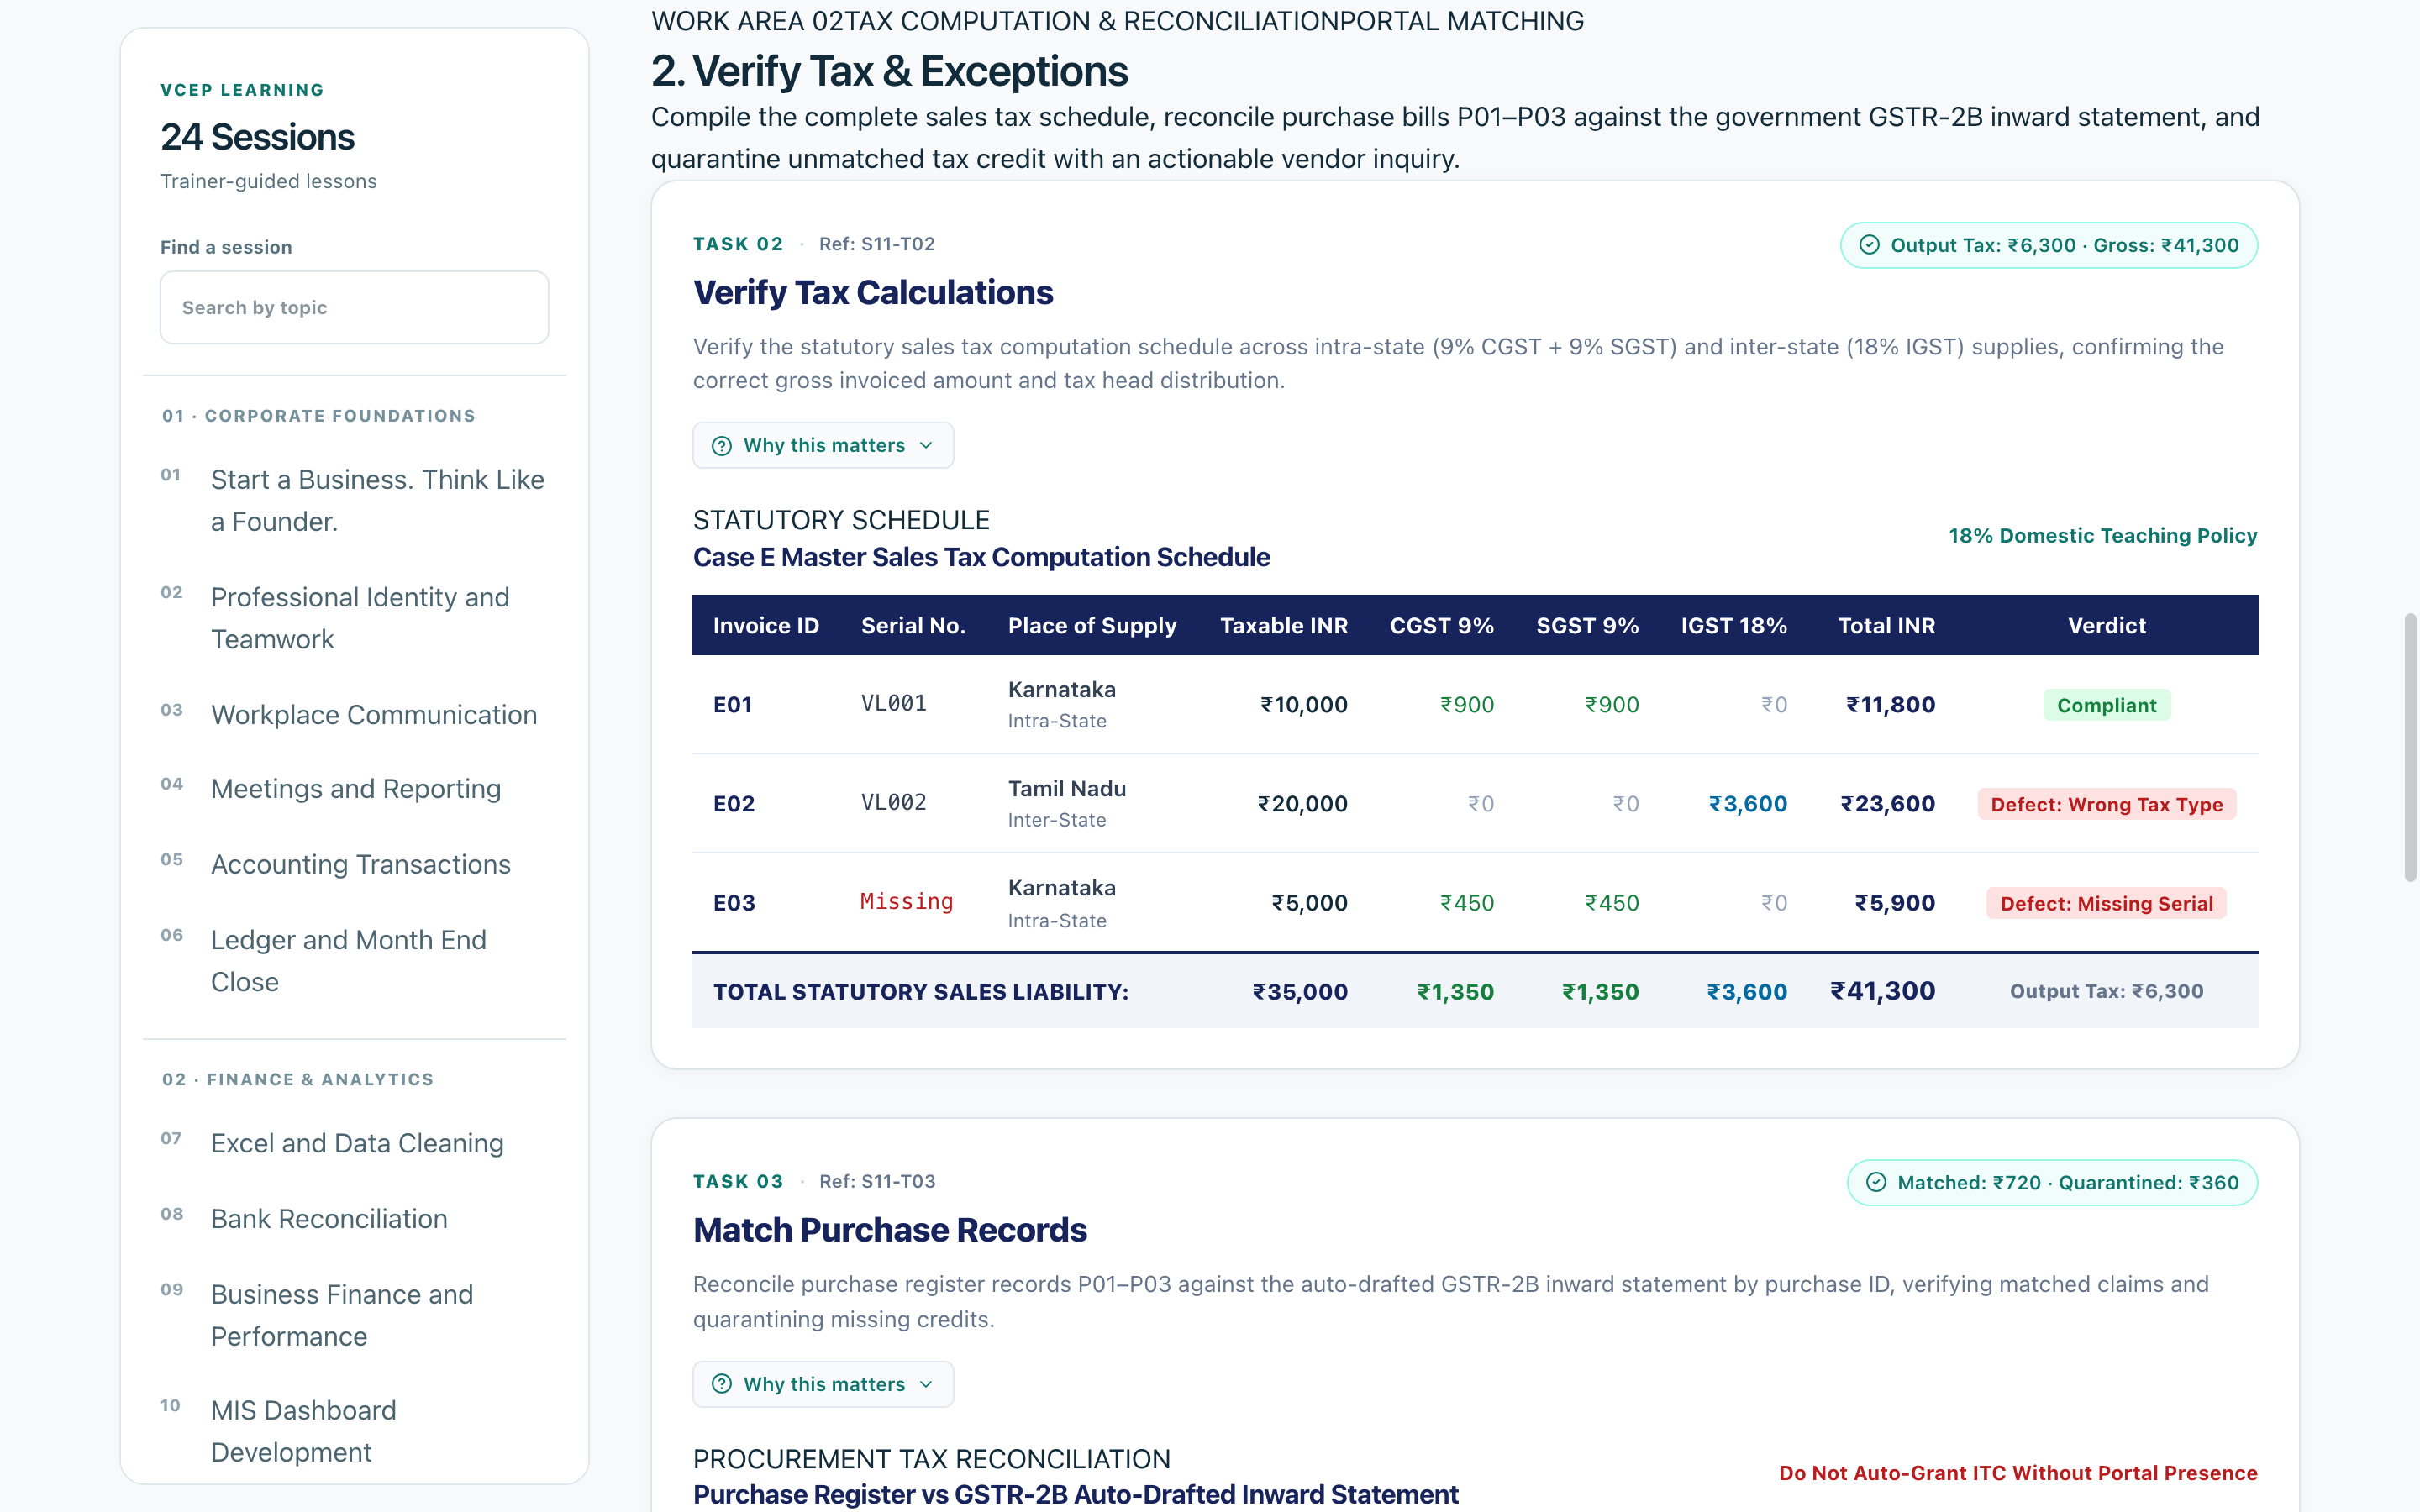 VCEP LEARNING
24 Sessions
Trainer-guided lessons
Find a session
Search by topic
01 · CORPORATE FOUNDATIONS
01 Start a Business. Think Like
a Founder.
02 Professional Identity and
Teamwork
03 Workplace Communication
04 Meetings and Reporting
05 Accounting Transactions
06 Ledger and Month End
Close
02 · FINANCE & ANALYTICS
07 Excel and Data Cleaning
08 Bank Reconciliation
09 Business Finance and
Performance
10 MIS Dashboard
Development
WORK AREA 02TAX COMPUTATION & RECONCILIATIONPORTAL MATCHING
2. Verify Tax & Exceptions
Compile the complete sales tax schedule, reconcile purchase bills P01–P03 against the government GSTR-2B inward statement, and
quarantine unmatched tax credit with an actionable vendor inquiry.
TASK 02 · Ref: S11-T02
Output Tax: ₹6,300 · Gross: ₹41,300
Verify Tax Calculations
Verify the statutory sales tax computation schedule across intra-state (9% CGST + 9% SGST) and inter-state (18% IGST) supplies, confirming the
correct gross invoiced amount and tax head distribution.
Why this matters
STATUTORY SCHEDULE
Case E Master Sales Tax Computation Schedule
18% Domestic Teaching Policy
Invoice ID Serial No. Place of Supply Taxable INR CGST 9% SGST 9% IGST 18% Total INR Verdict
E01 VL001 Karnataka ₹10,000 ₹900 ₹900 ₹0 ₹11,800 Compliant
Intra-State
E02 VL002 Tamil Nadu ₹20,000 ₹0 ₹0 ₹3,600 ₹23,600 Defect: Wrong Tax Type
Inter-State
E03 Missing Karnataka ₹5,000 ₹450 ₹450 ₹0 ₹5,900 Defect: Missing Serial
Intra-State
TOTAL STATUTORY SALES LIABILITY: ₹35,000 ₹1,350 ₹1,350 ₹3,600 ₹41,300 Output Tax: ₹6,300
TASK 03 · Ref: S11-T03
Matched: ₹720 · Quarantined: ₹360
Match Purchase Records
Reconcile purchase register records P01–P03 against the auto-drafted GSTR-2B inward statement by purchase ID, verifying matched claims and
quarantining missing credits.
Why this matters
PROCUREMENT TAX RECONCILIATION
Purchase Register vs GSTR-2B Auto-Drafted Inward Statement
Do Not Auto-Grant ITC Without Portal Presence